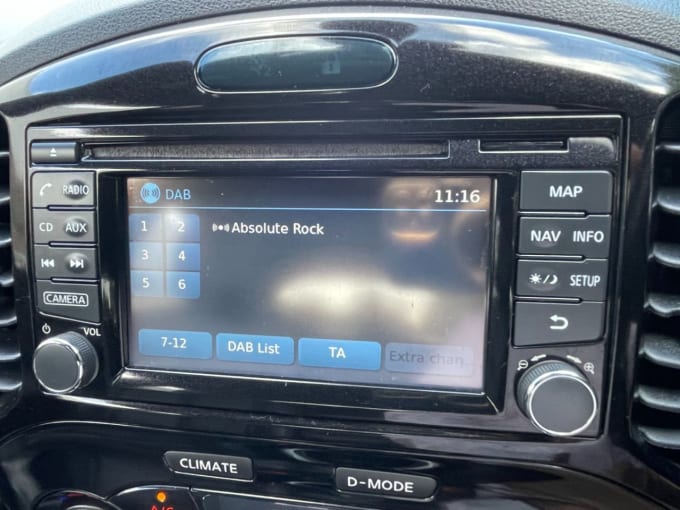 DAB 11:16
RADIO
CD AUX
CAMERA
VOL
1 2
3 4
5 6
Absolute Rock
7-12 DAB List TA Extra chan...
MAP
NAV INFO
SETUP
CLIMATE
D-MODE
A/C